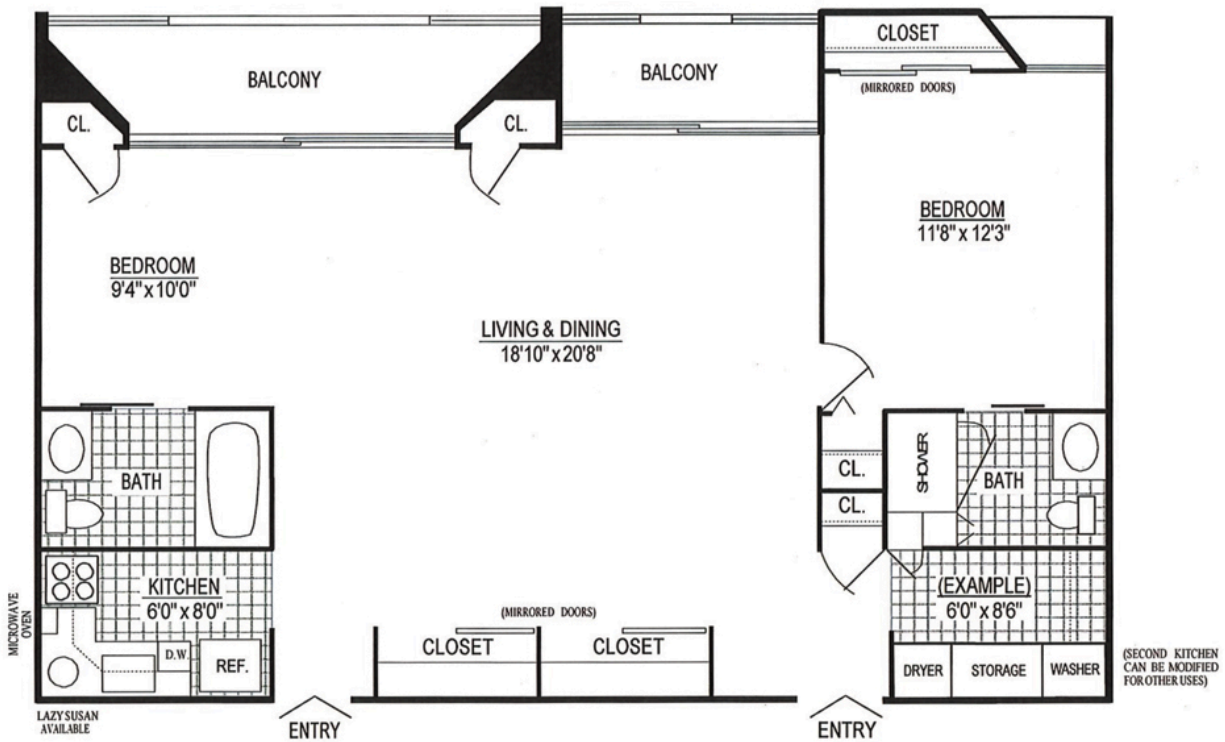 CLOSET
BALCONY
BALCONY
(MIRRORED DOORS)
CL.
CL.
BEDROOM
11'8" x 12'3"
BEDROOM
9'4" x 10'0"
LIVING & DINING
18'10" x 20'8"
BATH
CL.
SHOWER
BATH
CL.
KITCHEN
6'0" x 8'0"
(EXAMPLE)
6'0" x 8'6"
MICROWAVE
OVEN
(MIRRORED DOORS)
CLOSET
CLOSET
D.W
REF.
DRYER
STORAGE
WASHER
(SECOND KITCHEN
CAN BE MODIFIED
FOR OTHER USES)
LAZY SUSAN
AVAILABLE
ENTRY
ENTRY